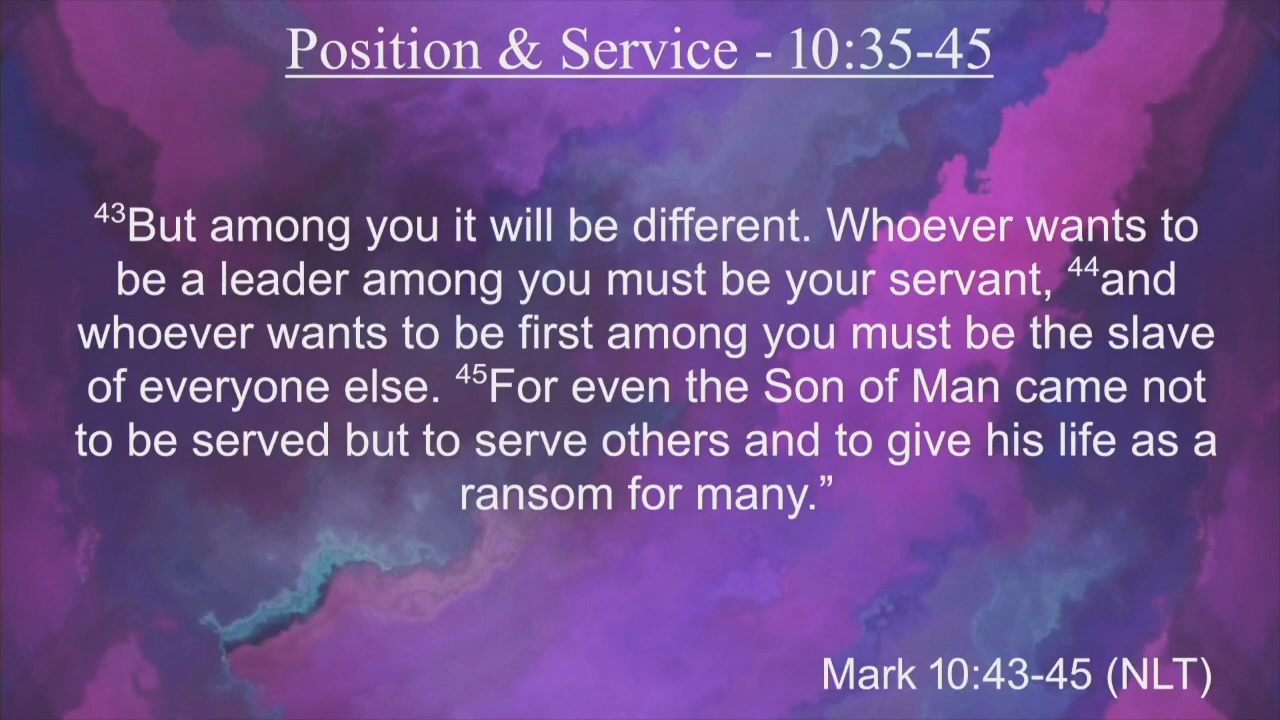 Position & Service - 10:35-45
⁴³But among you it will be different. Whoever wants to
be a leader among you must be your servant, ⁴⁴and
whoever wants to be first among you must be the slave
of everyone else. ⁴⁵For even the Son of Man came not
to be served but to serve others and to give his life as a
ransom for many.”
Mark 10:43-45 (NLT)